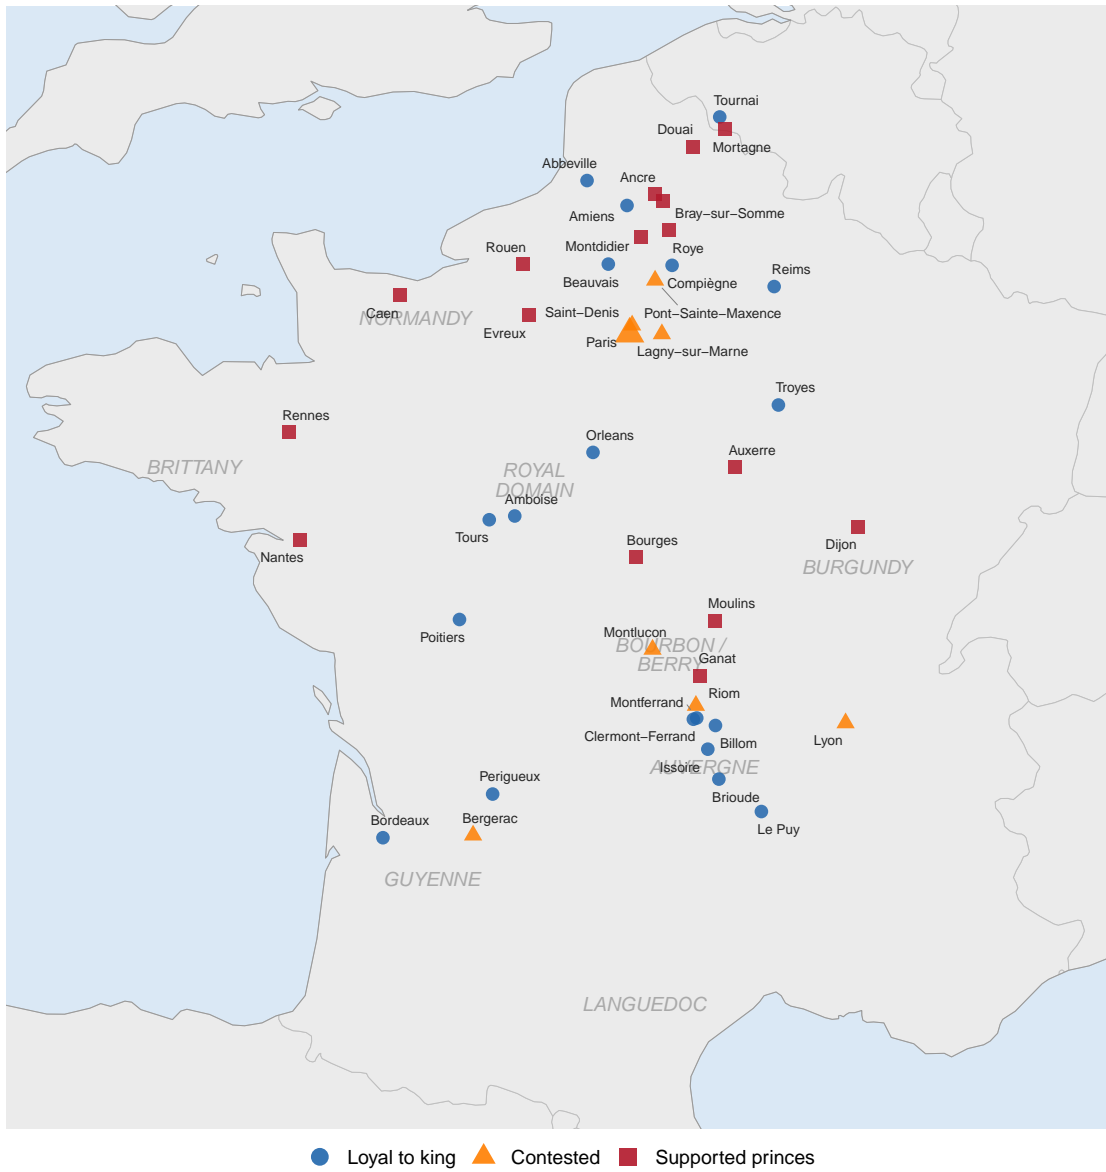 Tournai
Douai
Mortagne
Abbeville
Ancre
Amiens
Bray−sur−Somme
Rouen
Montdidier
Roye
Reims
Beauvais
Compiègne
Caen
NORMANDY
Saint−Denis
Pont−Sainte−Maxence
Evreux
Paris
Lagny−sur−Marne
Troyes
Rennes
Orleans
Auxerre
BRITTANY
ROYAL
DOMAIN
Amboise
Tours
Bourges
Dijon
Nantes
BURGUNDY
Moulins
Poitiers
Montlucon
BOURBON /
BERRY
Ganat
Riom
Montferrand
Clermont−Ferrand
Billom
Lyon
Issoire
AUVERGNE
Perigueux
Brioude
Bordeaux
Bergerac
Le Puy
GUYENNE
LANGUEDOC
Loyal to king
Contested
Supported princes